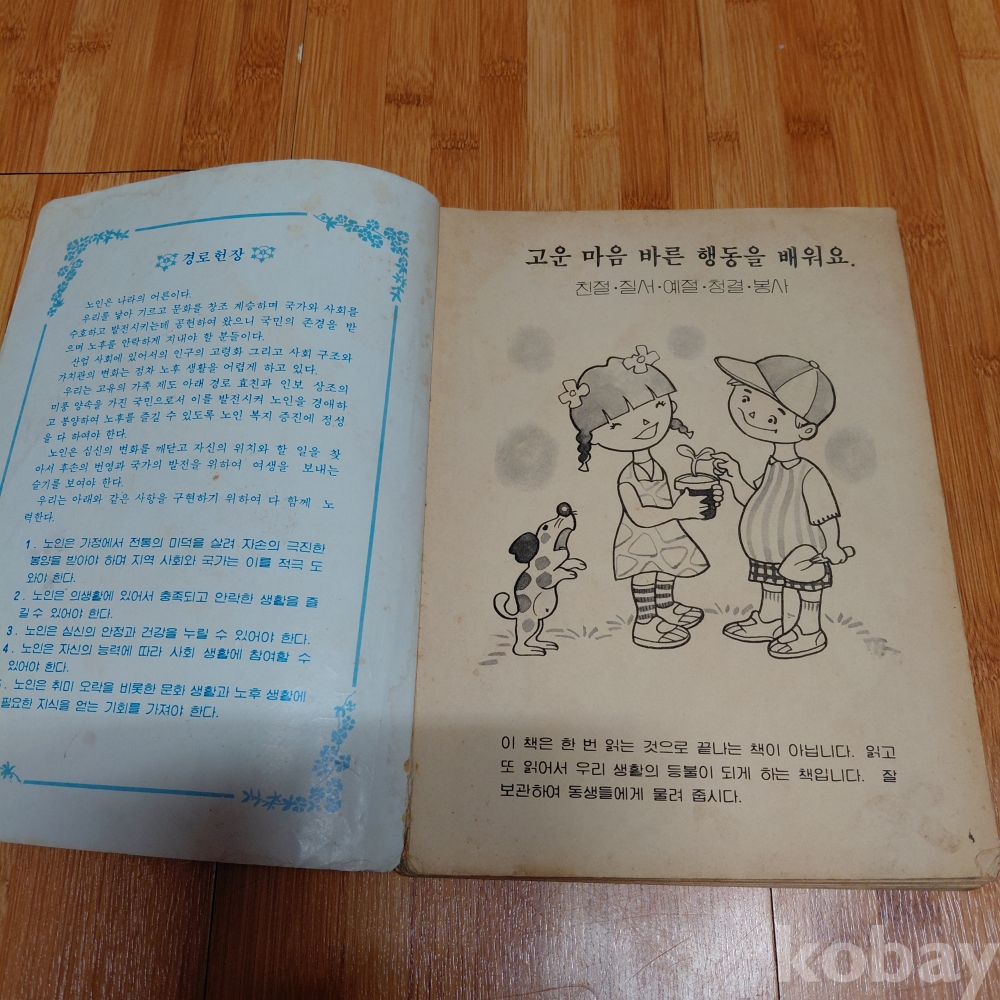 경로헌장
노인은 나라의 어른이다.
우리를 낳아 기르고 문화를 창조 계승하며 국가와 사회를
수호하고 발전시키는데 공헌하여 왔으니 국민의 존경을 받
으며 노후를 안락하게 지내야 할 분들이다.
산업 사회에 있어서의 인구의 고령화 그리고 사회 구조와
가치관의 변화는 점차 노후 생활을 어렵게 하고 있다.
우리는 고유의 가족 제도 아래 경로 효친과 인보 상조의
미풍 양속을 가진 국민으로서 이를 발전시켜 노인을 경애하
고 봉양하여 노후를 즐길 수 있도록 노인 복지 증진에 정성
을 다 하여야 한다.
노인은 심신의 변화를 깨닫고 자신의 위치와 할 일을 찾
아서 후손의 번영과 국가의 발전을 위하여 여생을 보내는
슬기를 보여야 한다.
우리는 아래와 같은 사항을 구현하기 위하여 다 함께 노
력한다.
1. 노인은 가정에서 전통의 미덕을 살려 자손의 극진한
봉양을 받아야 하며 지역 사회와 국가는 이를 적극 도
와야 한다.
2. 노인은 의생활에 있어서 충족되고 안락한 생활을 즐
길 수 있어야 한다.
3. 노인은 심신의 안정과 건강을 누릴 수 있어야 한다.
4. 노인은 자신의 능력에 따라 사회 생활에 참여할 수
있어야 한다.
. 노인은 취미 오락을 비롯한 문화 생활과 노후 생활에
필요한 지식을 얻는 기회를 가져야 한다.
고운 마음 바른 행동을 배워요.
친절·질서·예절·청결·봉사
이 책은 한 번 읽는 것으로 끝나는 책이 아닙니다. 읽고
또 읽어서 우리 생활의 등불이 되게 하는 책입니다. 잘
보관하여 동생들에게 물려 줍시다.
kobay